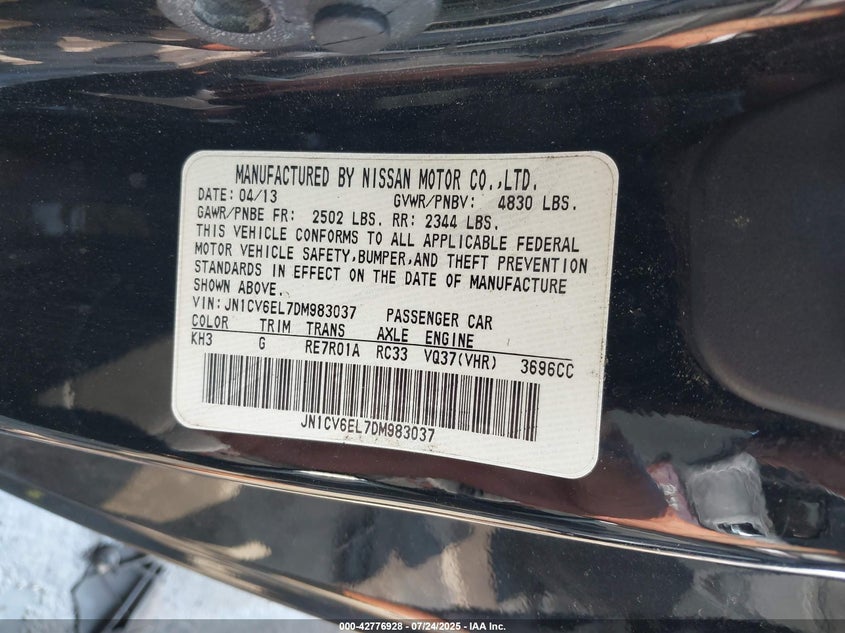 MANUFACTURED BY NISSAN MOTOR CO.,LTD.
DATE: 04/13 GVWR/PNBV: 4830 LBS.
GAWR/PNBE FR: 2502 LBS. RR: 2344 LBS.
THIS VEHICLE CONFORMS TO ALL APPLICABLE FEDERAL
MOTOR VEHICLE SAFETY,BUMPER,AND THEFT PREVENTION
STANDARDS IN EFFECT ON THE DATE OF MANUFACTURE
SHOWN ABOVE.
VIN:JN1CV6EL7DM983037 PASSENGER CAR
COLOR TRIM TRANS AXLE ENGINE
KH3 G RE7R01A RC33 VQ37(VHR) 3696CC
JN1CV6EL7DM983037
000-42776928 | 07/24/2025 - IAA Inc.